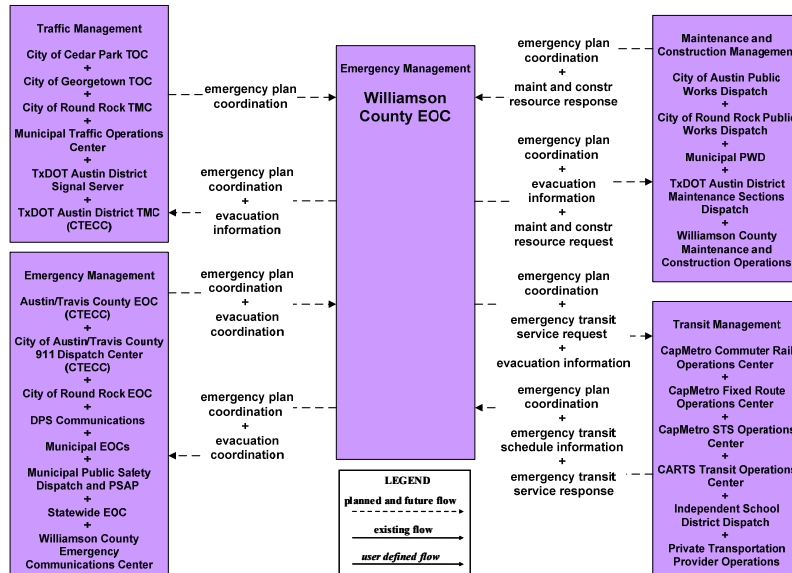 Traffic Management
City of Cedar Park TOC
+
City of Georgetown TOC
+
City of Round Rock TMC
+
Municipal Traffic Operations
Center
+
TxDOT Austin District
Signal Server
+
TxDOT Austin District TMC
(CTECC)
emergency plan
coordination
emergency plan
coordination
+
evacuation
information
Emergency Management
Austin/Travis County EOC
(CTECC)
+
City of Austin/Travis County
911 Dispatch Center
(CTECC)
+
City of Round Rock EOC
+
DPS Communications
+
Municipal EOCs
+
Municipal Public Safety
Dispatch and PSAP
+
Statewide EOC
+
Williamson County
Emergency
Communications Center
emergency plan
coordination
+
evacuation
coordination
emergency plan
coordination
+
evacuation
coordination
Emergency Management
Williamson
County EOC
emergency plan
coordination
+
maint and constr
resource response
emergency plan
coordination
+
evacuation
information
+
maint and constr
resource request
Maintenance and
Construction Management
City of Austin Public
Works Dispatch
+
City of Round Rock Public
Works Dispatch
+
Municipal PWD
+
TxDOT Austin District
Maintenance Sections
Dispatch
+
Williamson County
Maintenance and
Construction Operations
emergency plan
coordination
+
emergency transit
service request
+
evacuation information
emergency plan
coordination
+
emergency transit
schedule information
+
emergency transit
service response
Transit Management
CapMetro Commuter Rail
Operations Center
+
CapMetro Fixed Route
Operations Center
+
CapMetro STS Operations
Center
+
CARTS Transit Operations
Center
+
Independent School
District Dispatch
+
Private Transportation
Provider Operations
LEGEND
planned and future flow
existing flow
user defined flow